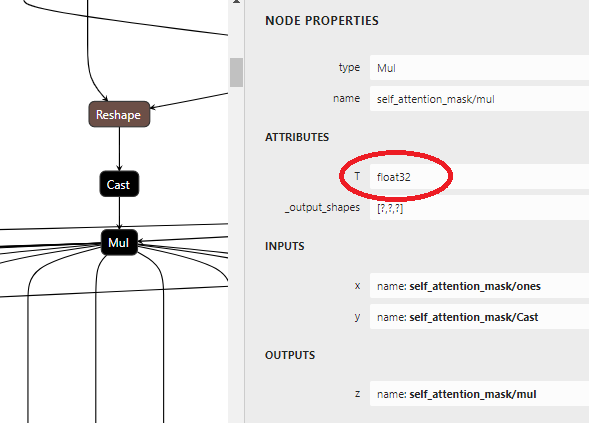 Reshape
Cast
Mul
NODE PROPERTIES
type Mul
name self_attention_mask/mul
ATTRIBUTES
T float32
_output_shapes [?,?,?]
INPUTS
x name: self_attention_mask/ones
y name: self_attention_mask/Cast
OUTPUTS
z name: self_attention_mask/mul